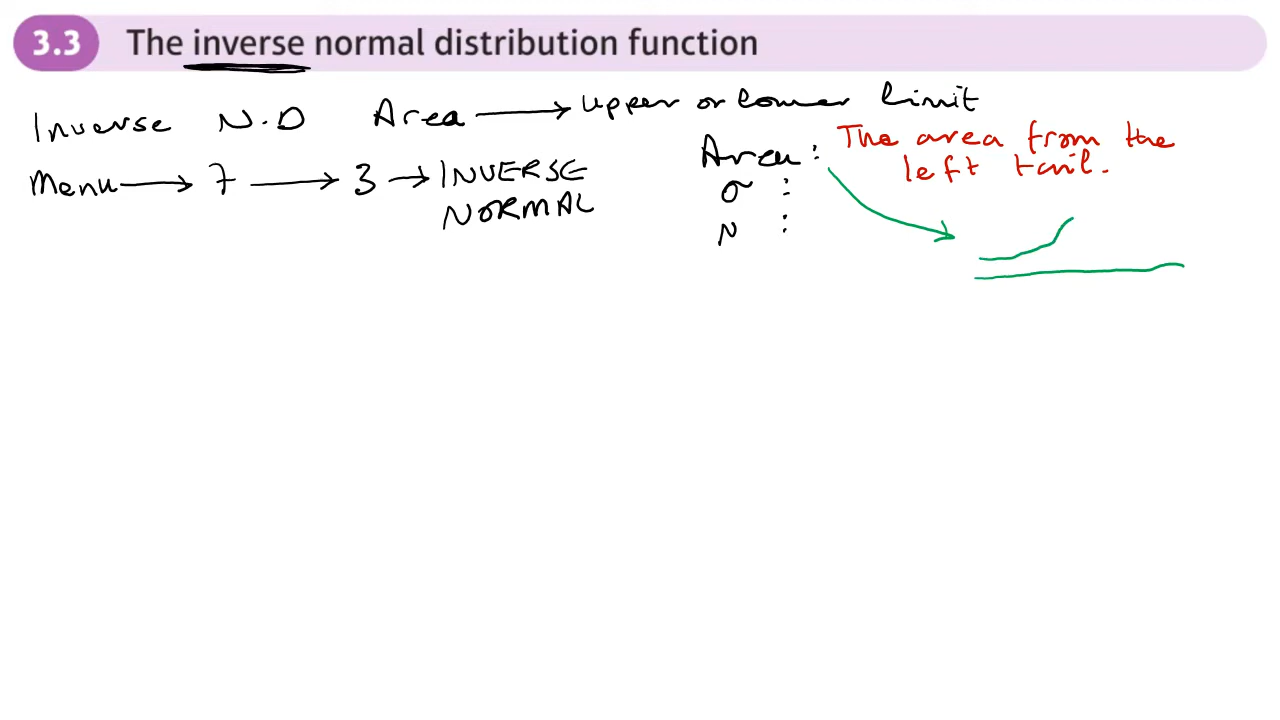 3.3 The inverse normal distribution function
Inverse N.D Area → Upper or lower limit
Menu → 7 → 3 → INVERSE
NORMAL
Area : The area from the
left tail.
σ :
μ :